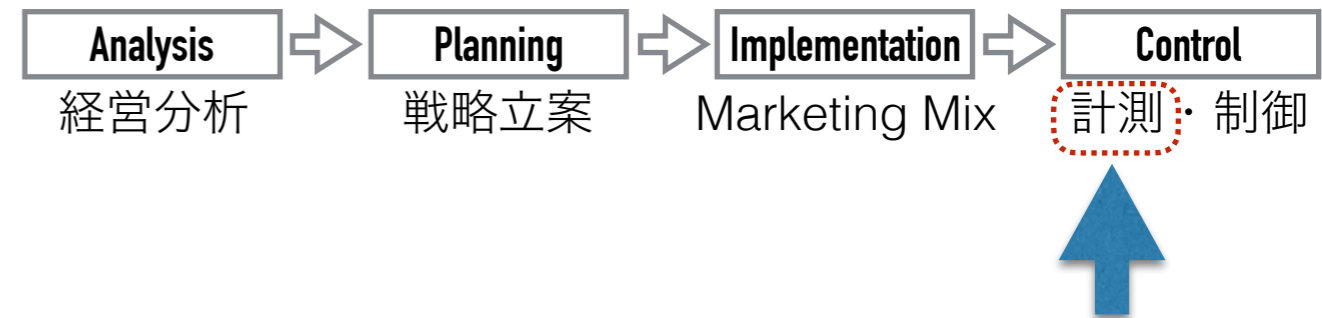 Analysis Planning Implementation Control
経営分析 戦略立案 Marketing Mix 計測・制御